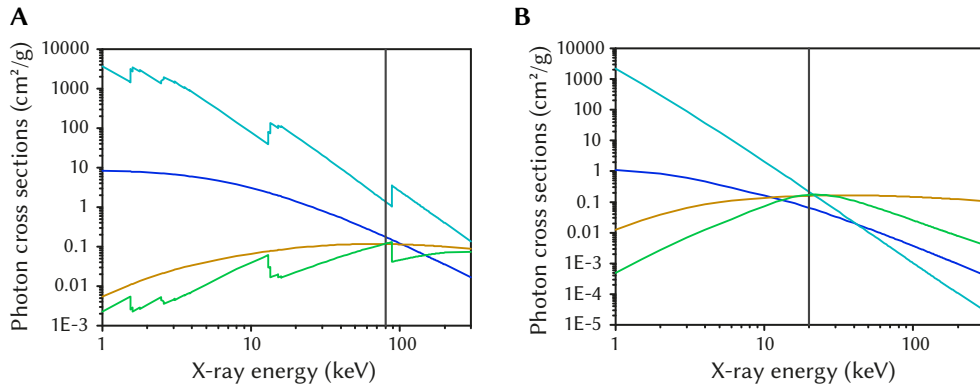 A
Photon cross sections (cm²/g)
10000
1000
100
10
1
0.1
0.01
1E−3
1
10
100
X-ray energy (keV)
B
Photon cross sections (cm²/g)
10000
1000
100
10
1
0.1
0.01
1E-3
1E-4
1E-5
1
10
100
X-ray energy (keV)